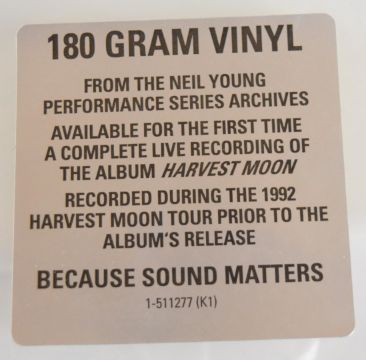 180 GRAM VINYL
FROM THE NEIL YOUNG
PERFORMANCE SERIES ARCHIVES
AVAILABLE FOR THE FIRST TIME
A COMPLETE LIVE RECORDING OF
THE ALBUM HARVEST MOON
RECORDED DURING THE 1992
HARVEST MOON TOUR PRIOR TO THE
ALBUM'S RELEASE
BECAUSE SOUND MATTERS
1-511277 (K1)